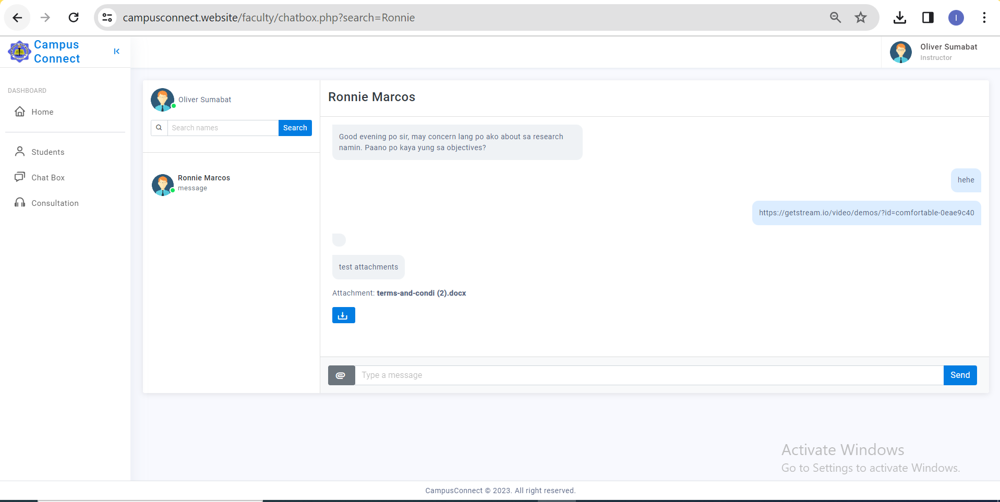 campusconnect.website/faculty/chatbox.php?search=Ronnie
I
Campus
Connect
Oliver Sumabat
Instructor
DASHBOARD
Home
Students
Chat Box
Consultation
Oliver Sumabat
Search names
Search
Ronnie Marcos
message
Ronnie Marcos
Good evening po sir, may concern lang po ako about sa research
namin. Paano po kaya yung sa objectives?
hehe
https://getstream.io/video/demos/?id=comfortable-0eae9c40
test attachments
Attachment: terms-and-condi (2).docx
Type a message
Send
Activate Windows
Go to Settings to activate Windows.
CampusConnect © 2023. All right reserved.